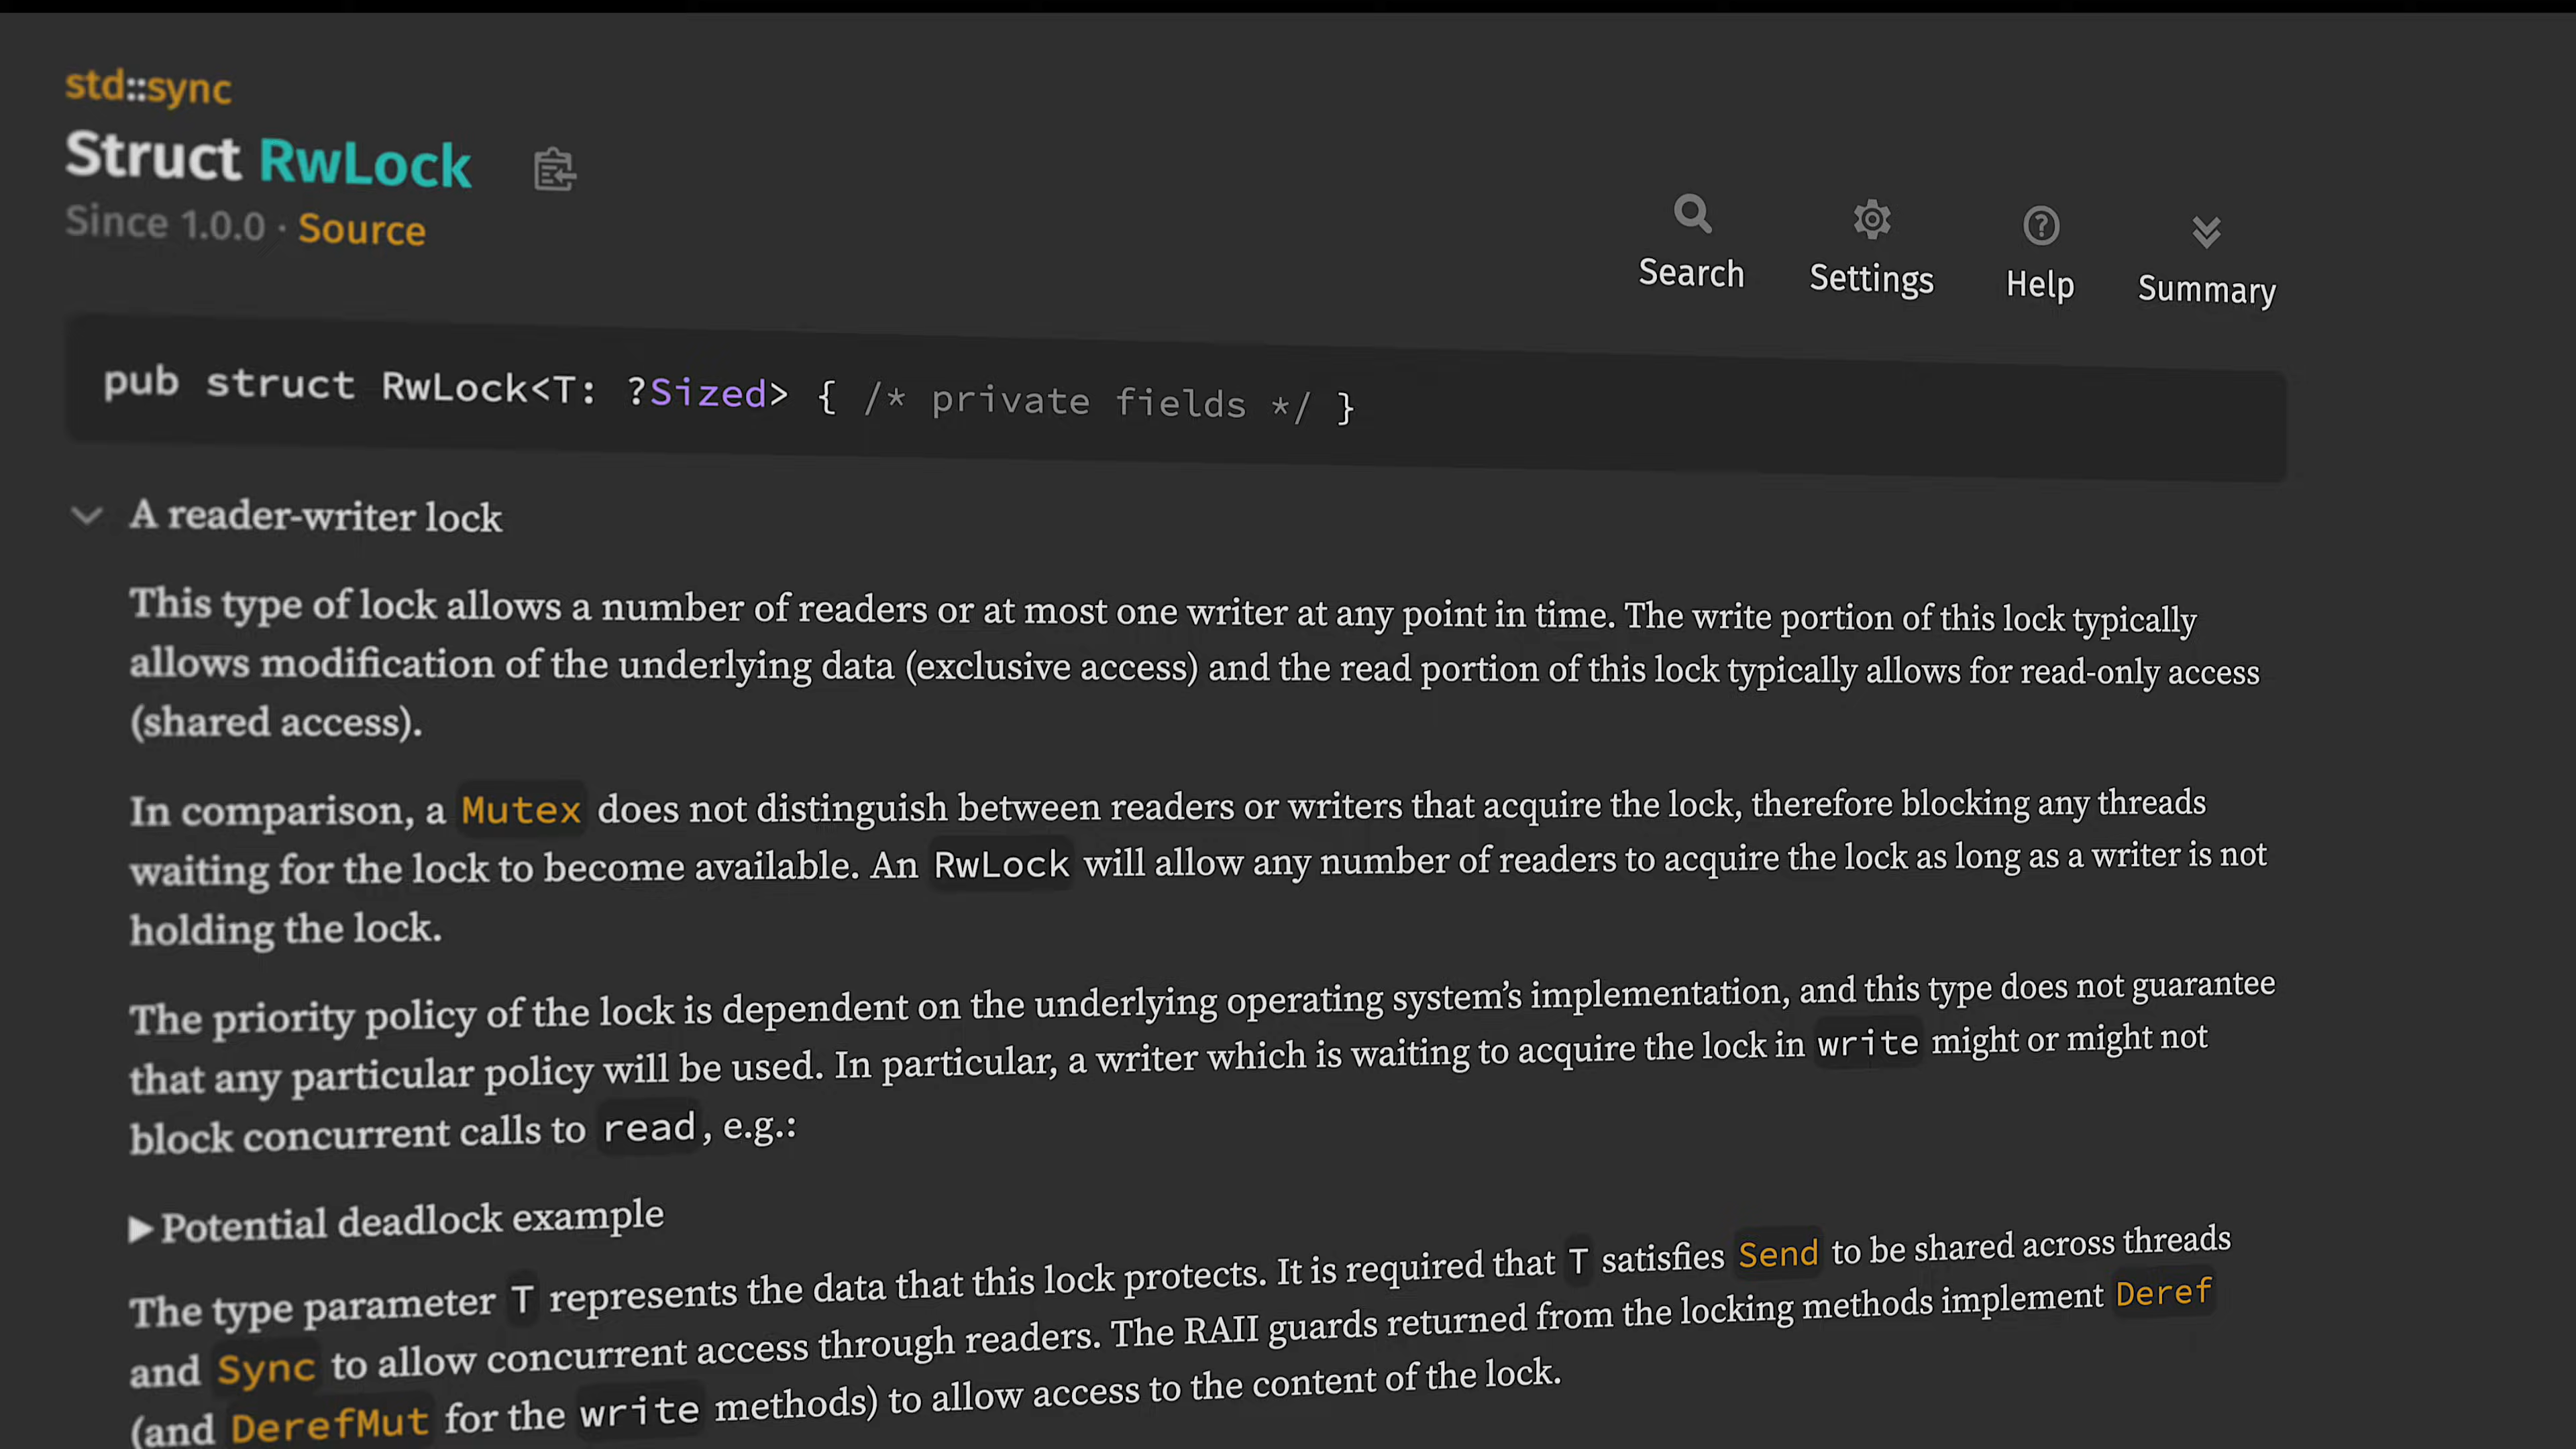 std::sync
Struct RwLock
Since 1.0.0 · Source
Search
Settings
Help
Summary
pub struct RwLock<T: ?Sized> { /* private fields */ }
A reader-writer lock
This type of lock allows a number of readers or at most one writer at any point in time. The write portion of this lock typically
allows modification of the underlying data (exclusive access) and the read portion of this lock typically allows for read-only access
(shared access).
In comparison, a Mutex does not distinguish between readers or writers that acquire the lock, therefore blocking any threads
waiting for the lock to become available. An RwLock will allow any number of readers to acquire the lock as long as a writer is not
holding the lock.
The priority policy of the lock is dependent on the underlying operating system’s implementation, and this type does not guarantee
that any particular policy will be used. In particular, a writer which is waiting to acquire the lock in write might or might not
block concurrent calls to read, e.g.:
Potential deadlock example
The type parameter T represents the data that this lock protects. It is required that T satisfies Send to be shared across threads
and Sync to allow concurrent access through readers. The RAII guards returned from the locking methods implement Deref
(and DerefMut for the write methods) to allow access to the content of the lock.